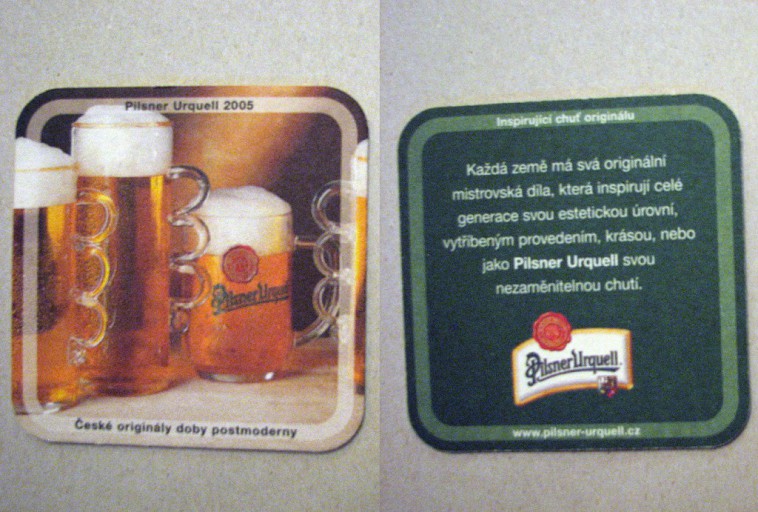 Pilsner Urquell 2005
Pilsner Urquell
České originály doby postmoderny
Inspirující chuť originálu
Každá země má svá originální
mistrovská díla, která inspirují celé
generace svou estetickou úrovní,
vytříbeným provedením, krásou, nebo
jako Pilsner Urquell svou
nezaměnitelnou chutí.
Pilsner Urquell
www.pilsner-urquell.cz